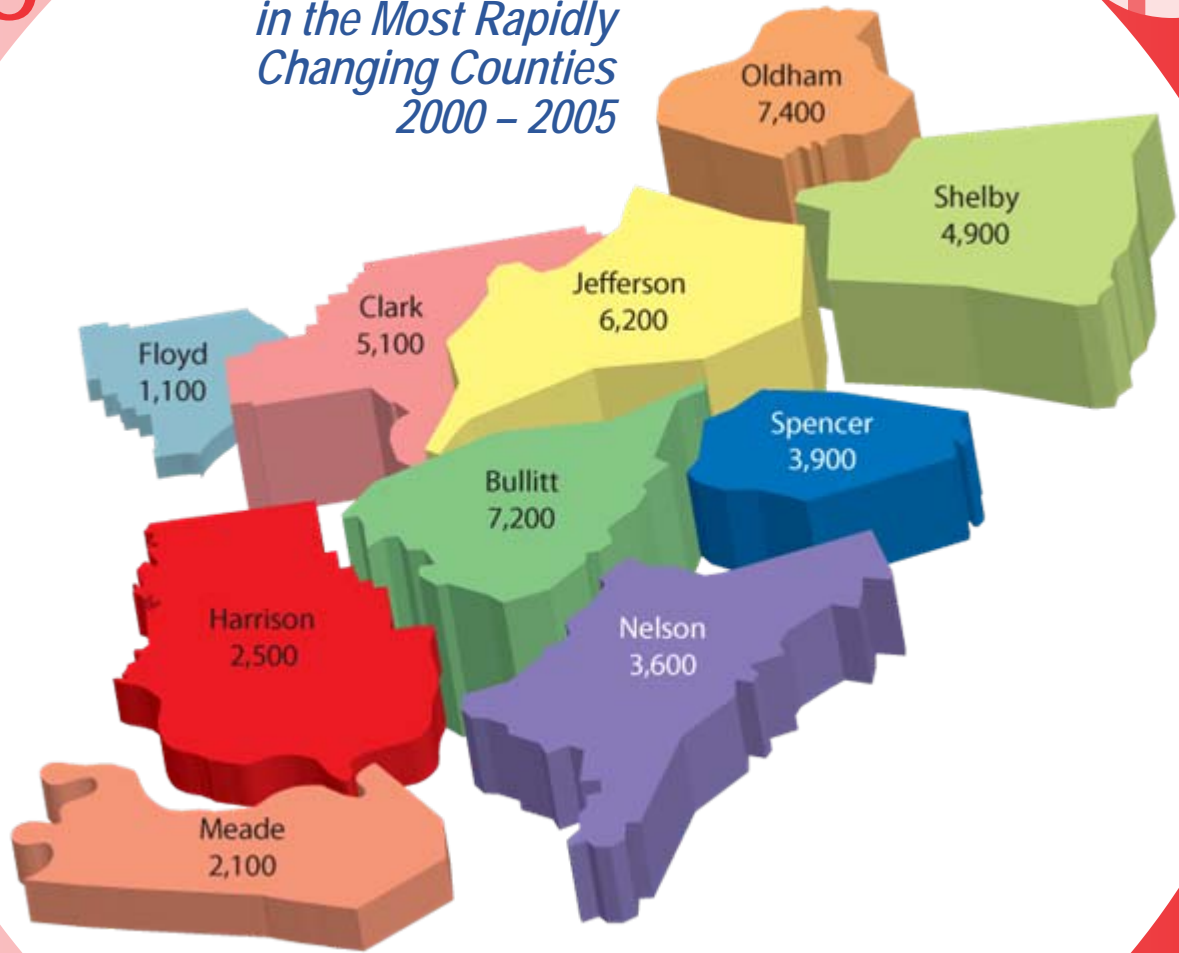 in the Most Rapidly
Changing Counties
2000 – 2005
Oldham
7,400
Shelby
4,900
Jefferson
6,200
Clark
5,100
Floyd
1,100
Spencer
3,900
Bullitt
7,200
Harrison
2,500
Nelson
3,600
Meade
2,100